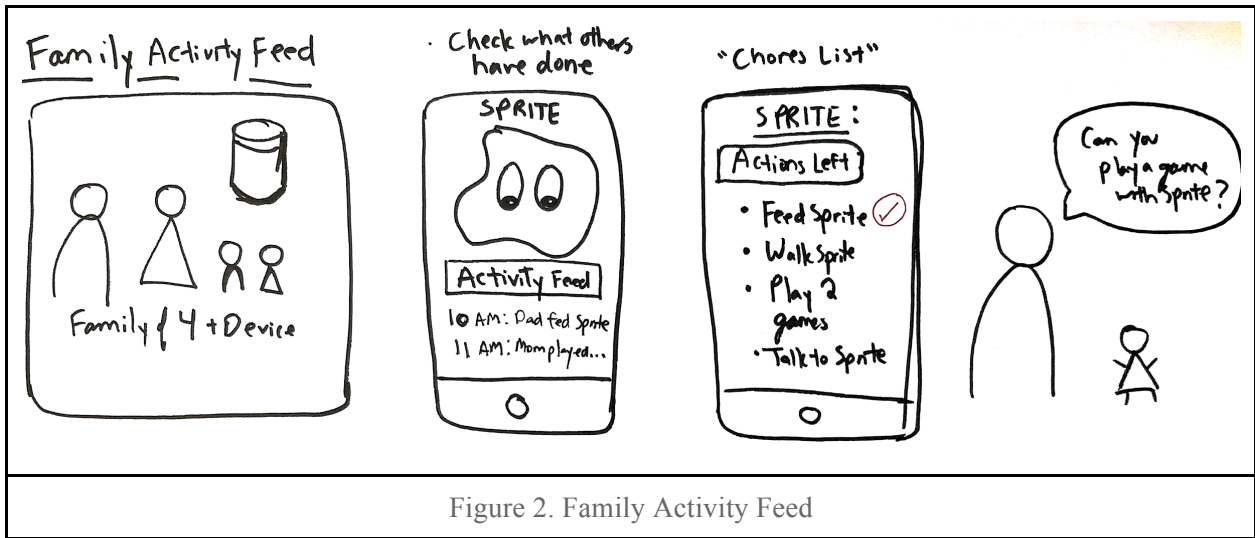 Family Activity Feed
Family of 4 + Device
· Check what others
have done
SPRITE
Activity Feed
10 AM: Dad fed Sprite
11 AM: Mom played...
"Chores List"
SPRITE:
Actions Left
• Feed Sprite ✓
• Walk Sprite
• Play 2
games
• Talk to Sprite
Can you
play a game
with Sprite?
Figure 2. Family Activity Feed